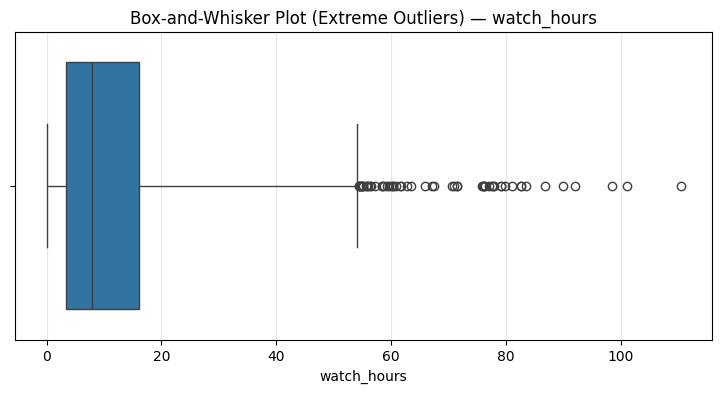 Box-and-Whisker Plot (Extreme Outliers) — watch_hours
0 20 40 60 80 100
watch_hours